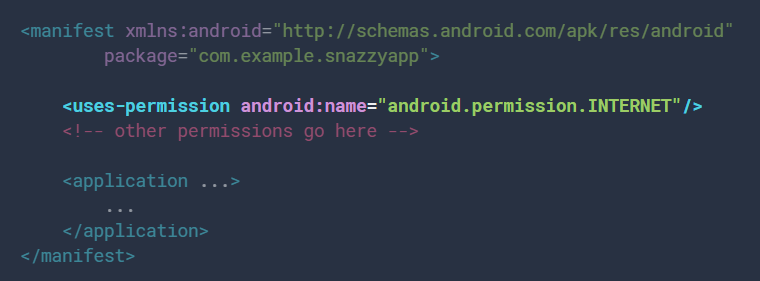 <manifest xmlns:android="http://schemas.android.com/apk/res/android"
package="com.example.snazzyapp">
<uses-permission android:name="android.permission.INTERNET"/>
<!-- other permissions go here -->
<application ...>
...
</application>
</manifest>